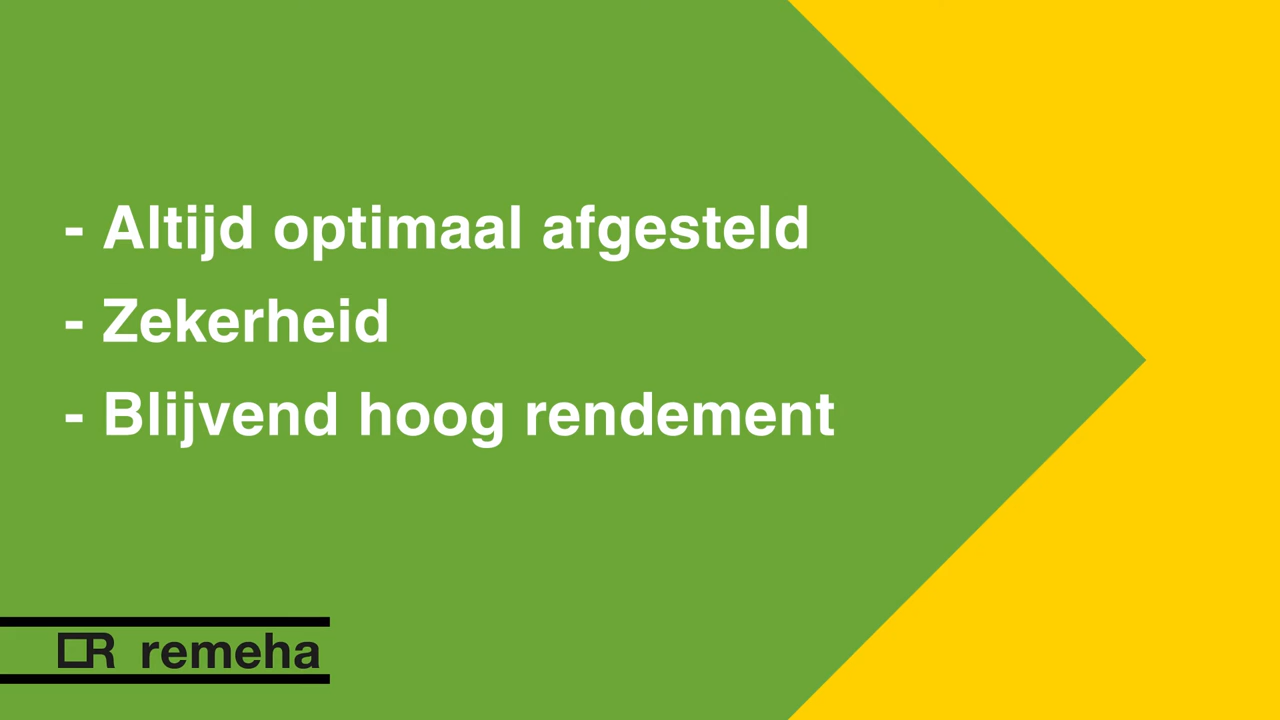 - Altijd optimaal afgesteld
- Zekerheid
- Blijvend hoog rendement
R remeha